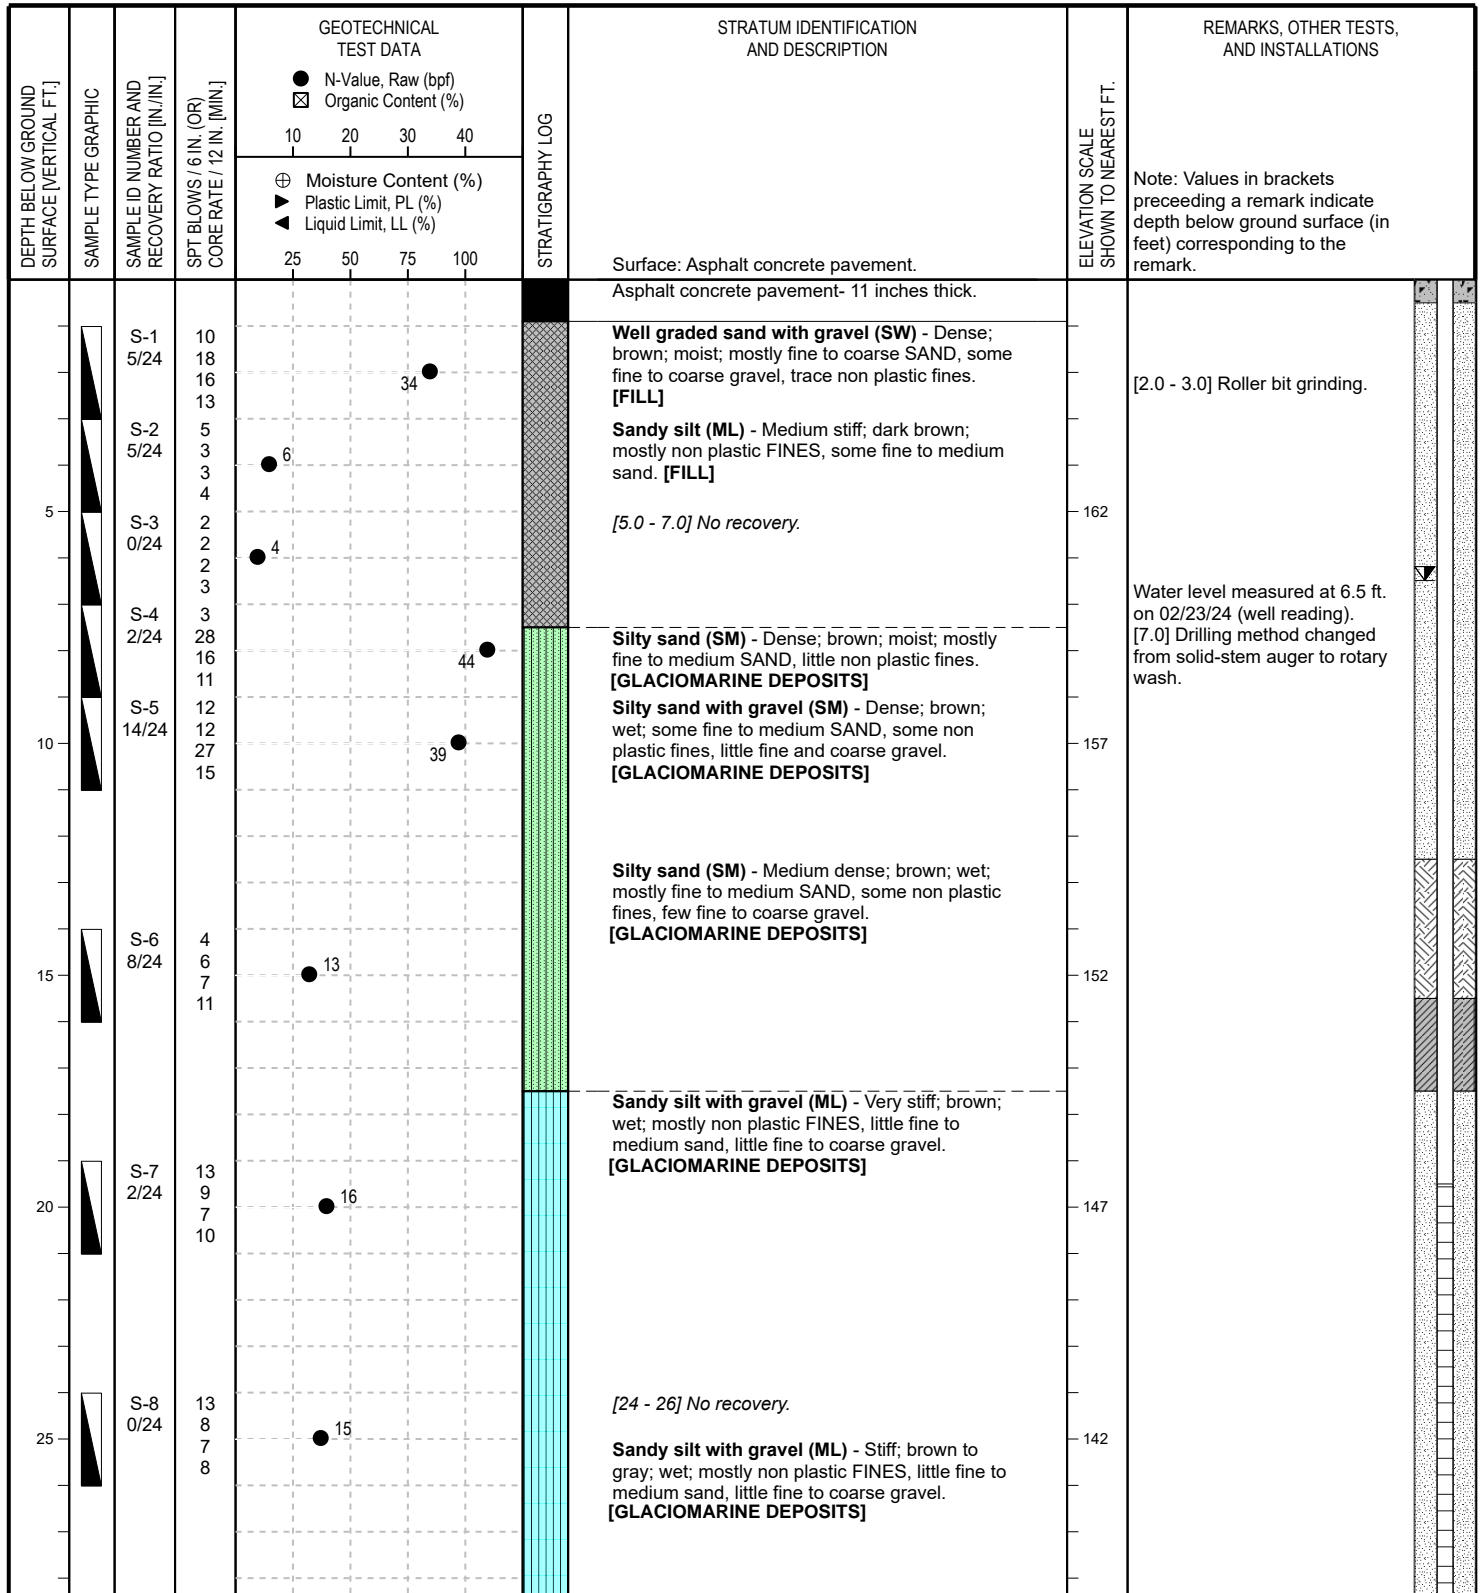 DEPTH BELOW GROUND
SURFACE [VERTICAL FT.]
SAMPLE TYPE GRAPHIC
SAMPLE ID NUMBER AND
RECOVERY RATIO [IN./IN.]
SPT BLOWS / 6 IN. (OR)
CORE RATE / 12 IN. [MIN.]
GEOTECHNICAL
TEST DATA
N-Value, Raw (bpf)
Organic Content (%)
10 20 30 40
Moisture Content (%)
Plastic Limit, PL (%)
Liquid Limit, LL (%)
25 50 75 100
STRATIGRAPHY LOG
STRATUM IDENTIFICATION
AND DESCRIPTION
Surface: Asphalt concrete pavement.
ELEVATION SCALE
SHOWN TO NEAREST FT.
REMARKS, OTHER TESTS,
AND INSTALLATIONS
Note: Values in brackets
preceeding a remark indicate
depth below ground surface (in
feet) corresponding to the
remark.
Asphalt concrete pavement- 11 inches thick.
S-1
5/24
10
18
16
13
34
Well graded sand with gravel (SW) - Dense;
brown; moist; mostly fine to coarse SAND, some
fine to coarse gravel, trace non plastic fines.
[FILL]
[2.0 - 3.0] Roller bit grinding.
S-2
5/24
5
3
3
4
6
Sandy silt (ML) - Medium stiff; dark brown;
mostly non plastic FINES, some fine to medium
sand. [FILL]
5
S-3
0/24
2
2
2
3
4
[5.0 - 7.0] No recovery.
162
Water level measured at 6.5 ft.
on 02/23/24 (well reading).
[7.0] Drilling method changed
from solid-stem auger to rotary
wash.
S-4
2/24
3
28
16
11
44
Silty sand (SM) - Dense; brown; moist; mostly
fine to medium SAND, little non plastic fines.
[GLACIOMARINE DEPOSITS]
10
S-5
14/24
12
12
27
15
39
Silty sand with gravel (SM) - Dense; brown;
wet; some fine to medium SAND, some non
plastic fines, little fine and coarse gravel.
[GLACIOMARINE DEPOSITS]
157
Silty sand (SM) - Medium dense; brown; wet;
mostly fine to medium SAND, some non plastic
fines, few fine to coarse gravel.
[GLACIOMARINE DEPOSITS]
15
S-6
8/24
4
6
7
11
13
152
Sandy silt with gravel (ML) - Very stiff; brown;
wet; mostly non plastic FINES, little fine to
medium sand, little fine to coarse gravel.
[GLACIOMARINE DEPOSITS]
20
S-7
2/24
13
9
7
10
16
147
25
S-8
0/24
13
8
7
8
15
[24 - 26] No recovery.
142
Sandy silt with gravel (ML) - Stiff; brown to
gray; wet; mostly non plastic FINES, little fine to
medium sand, little fine to coarse gravel.
[GLACIOMARINE DEPOSITS]